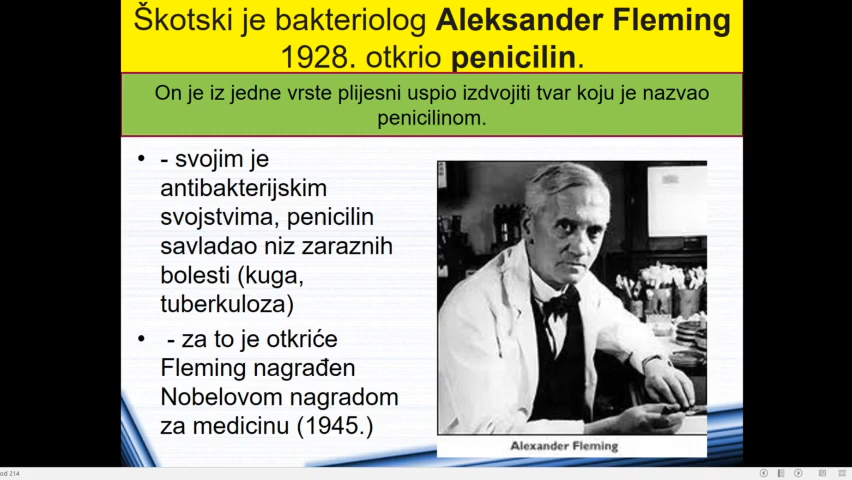 Škotski je bakteriolog Aleksander Fleming
1928. otkrio penicilin.
On je iz jedne vrste plijesni uspio izdvojiti tvar koju je nazvao
penicilinom.
• - svojim je
antibakterijskim
svojstvima, penicilin
savladao niz zaraznih
bolesti (kuga,
tuberkuloza)
• - za to je otkriće
Fleming nagrađen
Nobelovom nagradom
za medicinu (1945.)
Alexander Fleming
od 214